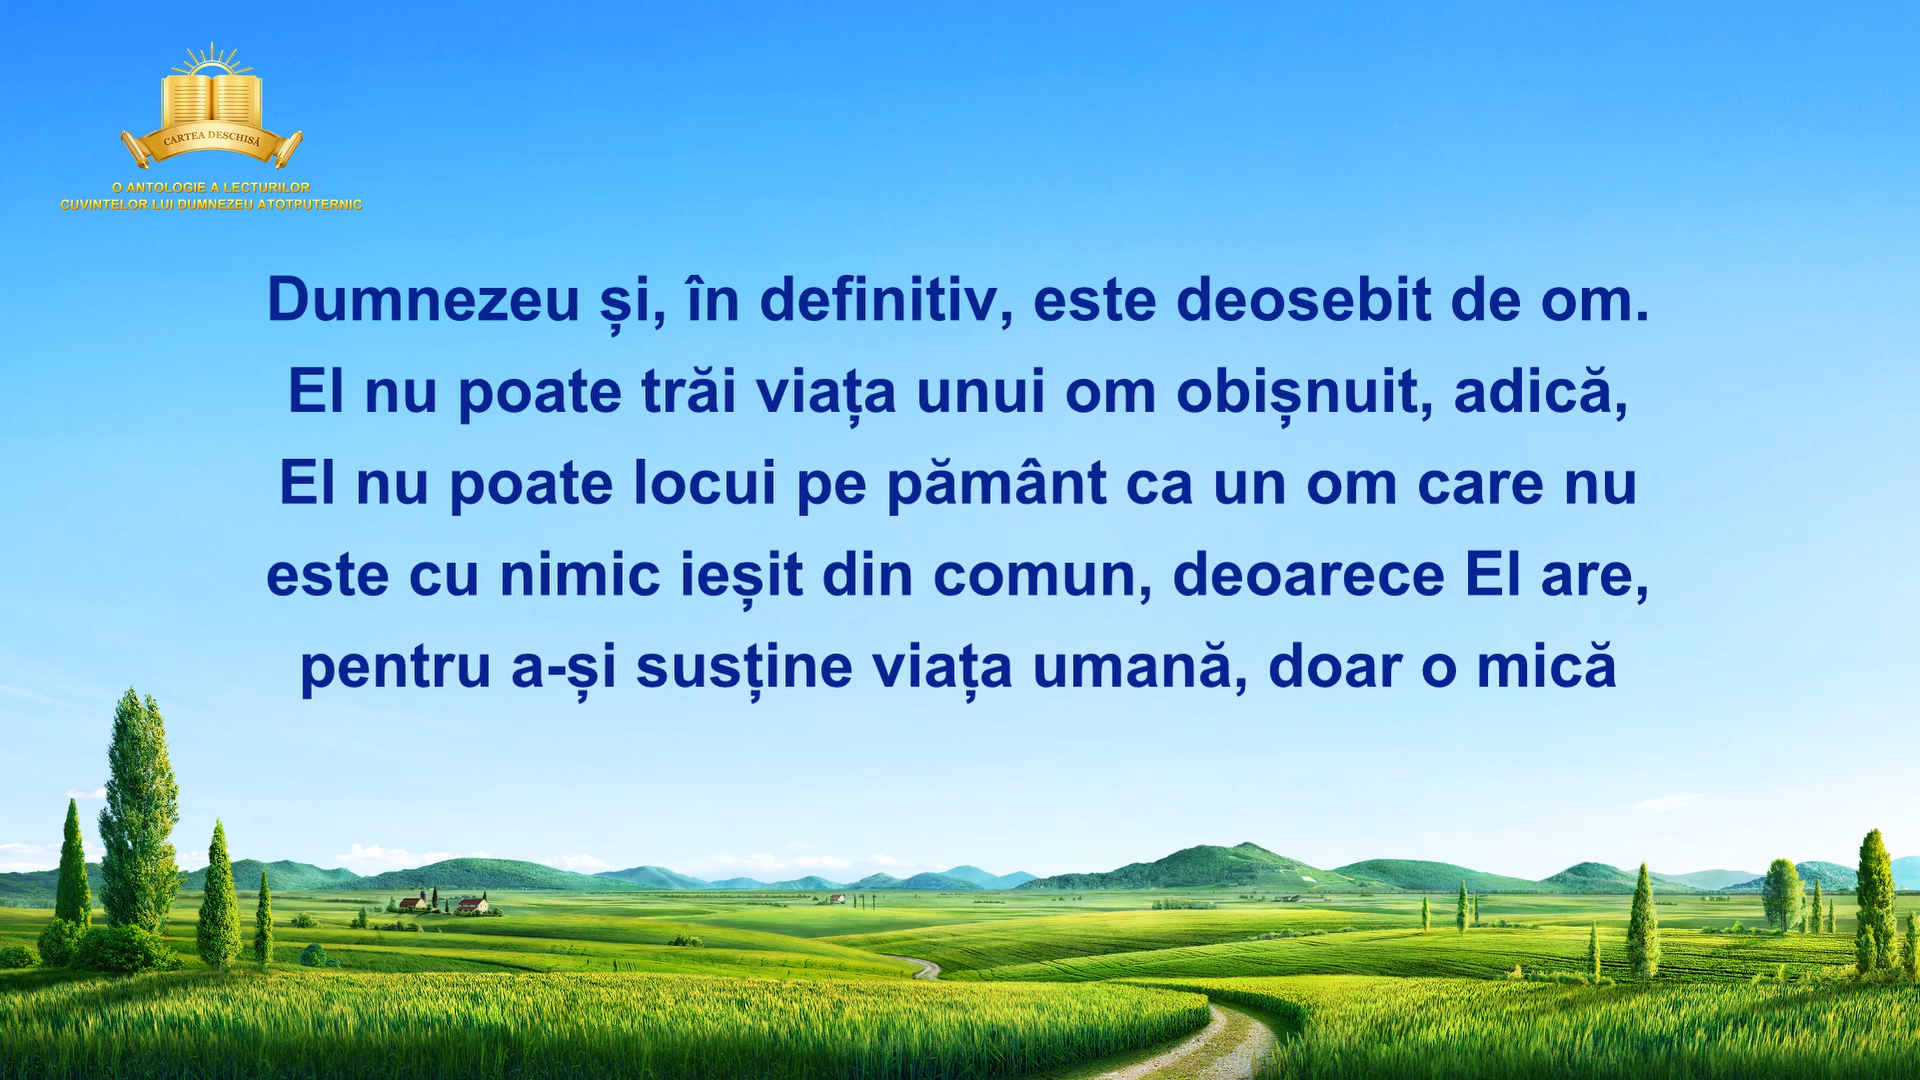 CARTEA DESCHISĂ
O ANTOLOGIE A LECTURILOR
CUVINTELOR LUI DUMNEZEU ATOTPUTERNIC
Dumnezeu și, în definitiv, este deosebit de om.
El nu poate trăi viața unui om obișnuit, adică,
El nu poate locui pe pământ ca un om care nu
este cu nimic ieșit din comun, deoarece El are,
pentru a-și susține viața umană, doar o mică